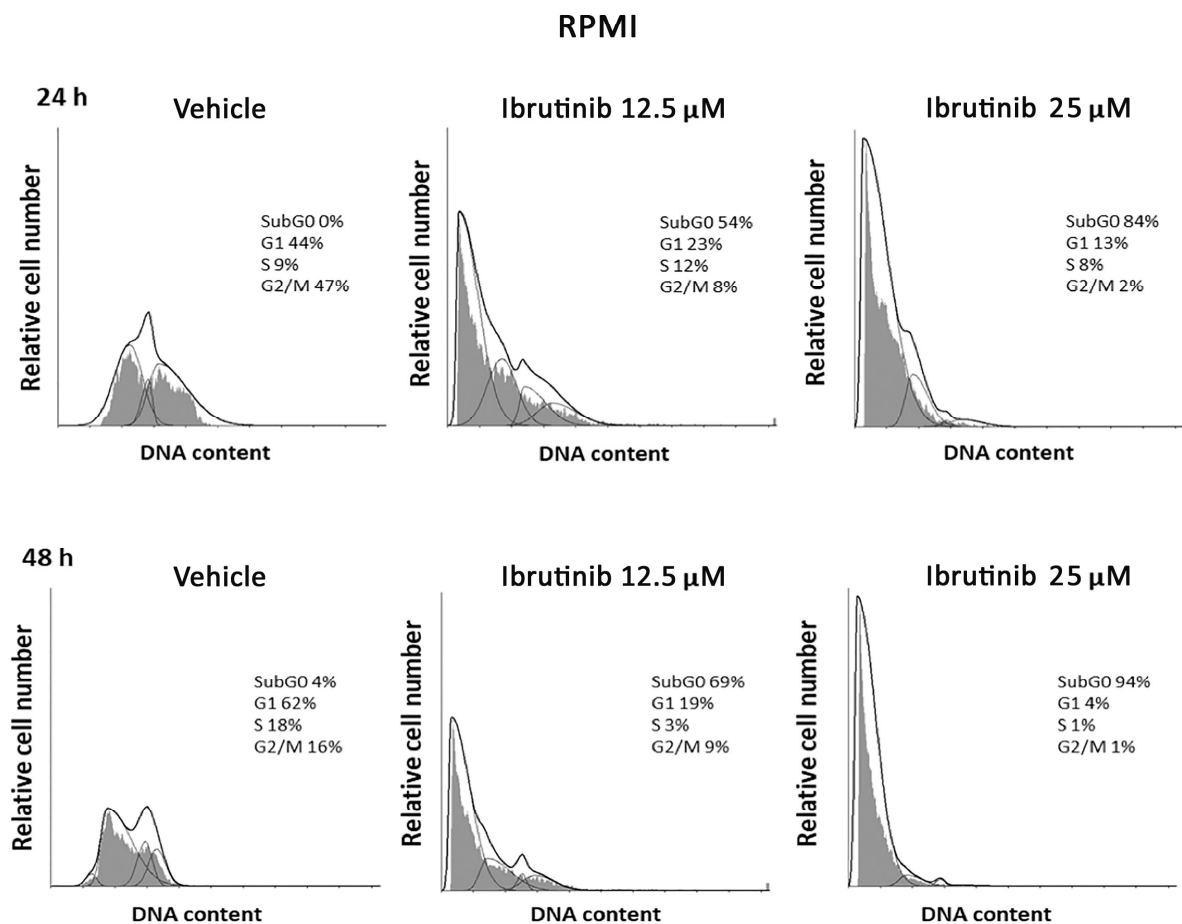 RPMI
24 h
Vehicle
Relative cell number
SubG0 0%
G1 44%
S 9%
G2/M 47%
DNA content
Ibrutinib 12.5 μM
Relative cell number
SubG0 54%
G1 23%
S 12%
G2/M 8%
DNA content
Ibrutinib 25 μM
Relative cell number
SubG0 84%
G1 13%
S 8%
G2/M 2%
DNA content
48 h
Vehicle
Relative cell number
SubG0 4%
G1 62%
S 18%
G2/M 16%
DNA content
Ibrutinib 12.5 μM
Relative cell number
SubG0 69%
G1 19%
S 3%
G2/M 9%
DNA content
Ibrutinib 25 μM
Relative cell number
SubG0 94%
G1 4%
S 1%
G2/M 1%
DNA content